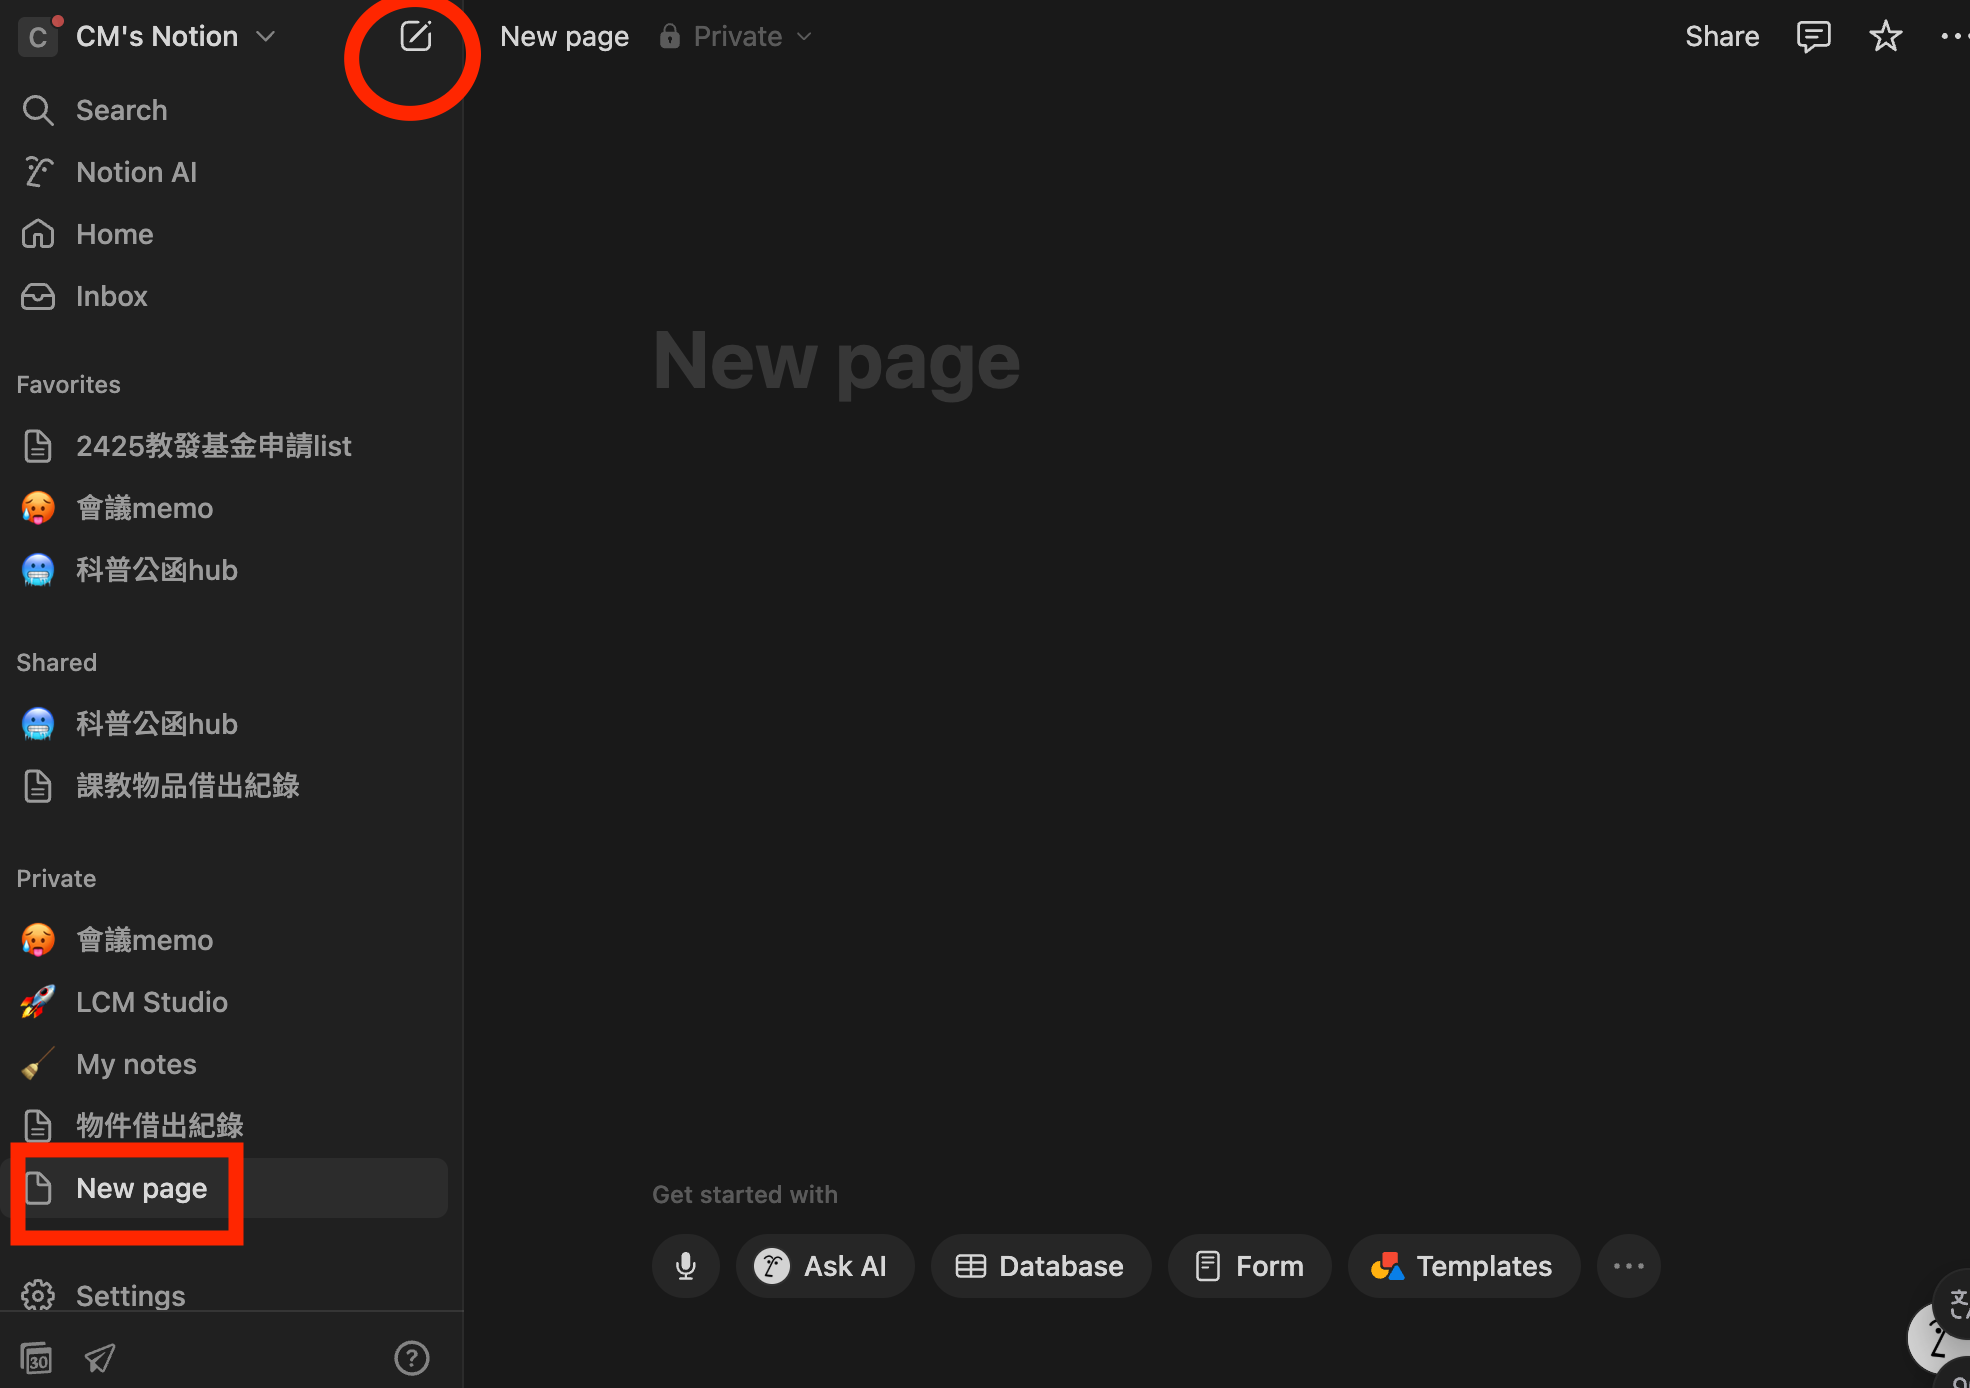 C CM's Notion
New page Private
Share
Search
Notion AI
Home
Inbox
New page
Favorites
2425教發基金申請list
會議memo
科普公函hub
Shared
科普公函hub
課教物品借出紀錄
Private
會議memo
LCM Studio
My notes
物件借出紀錄
New page
Get started with
Ask AI Database Form Templates
Settings
30
?
文